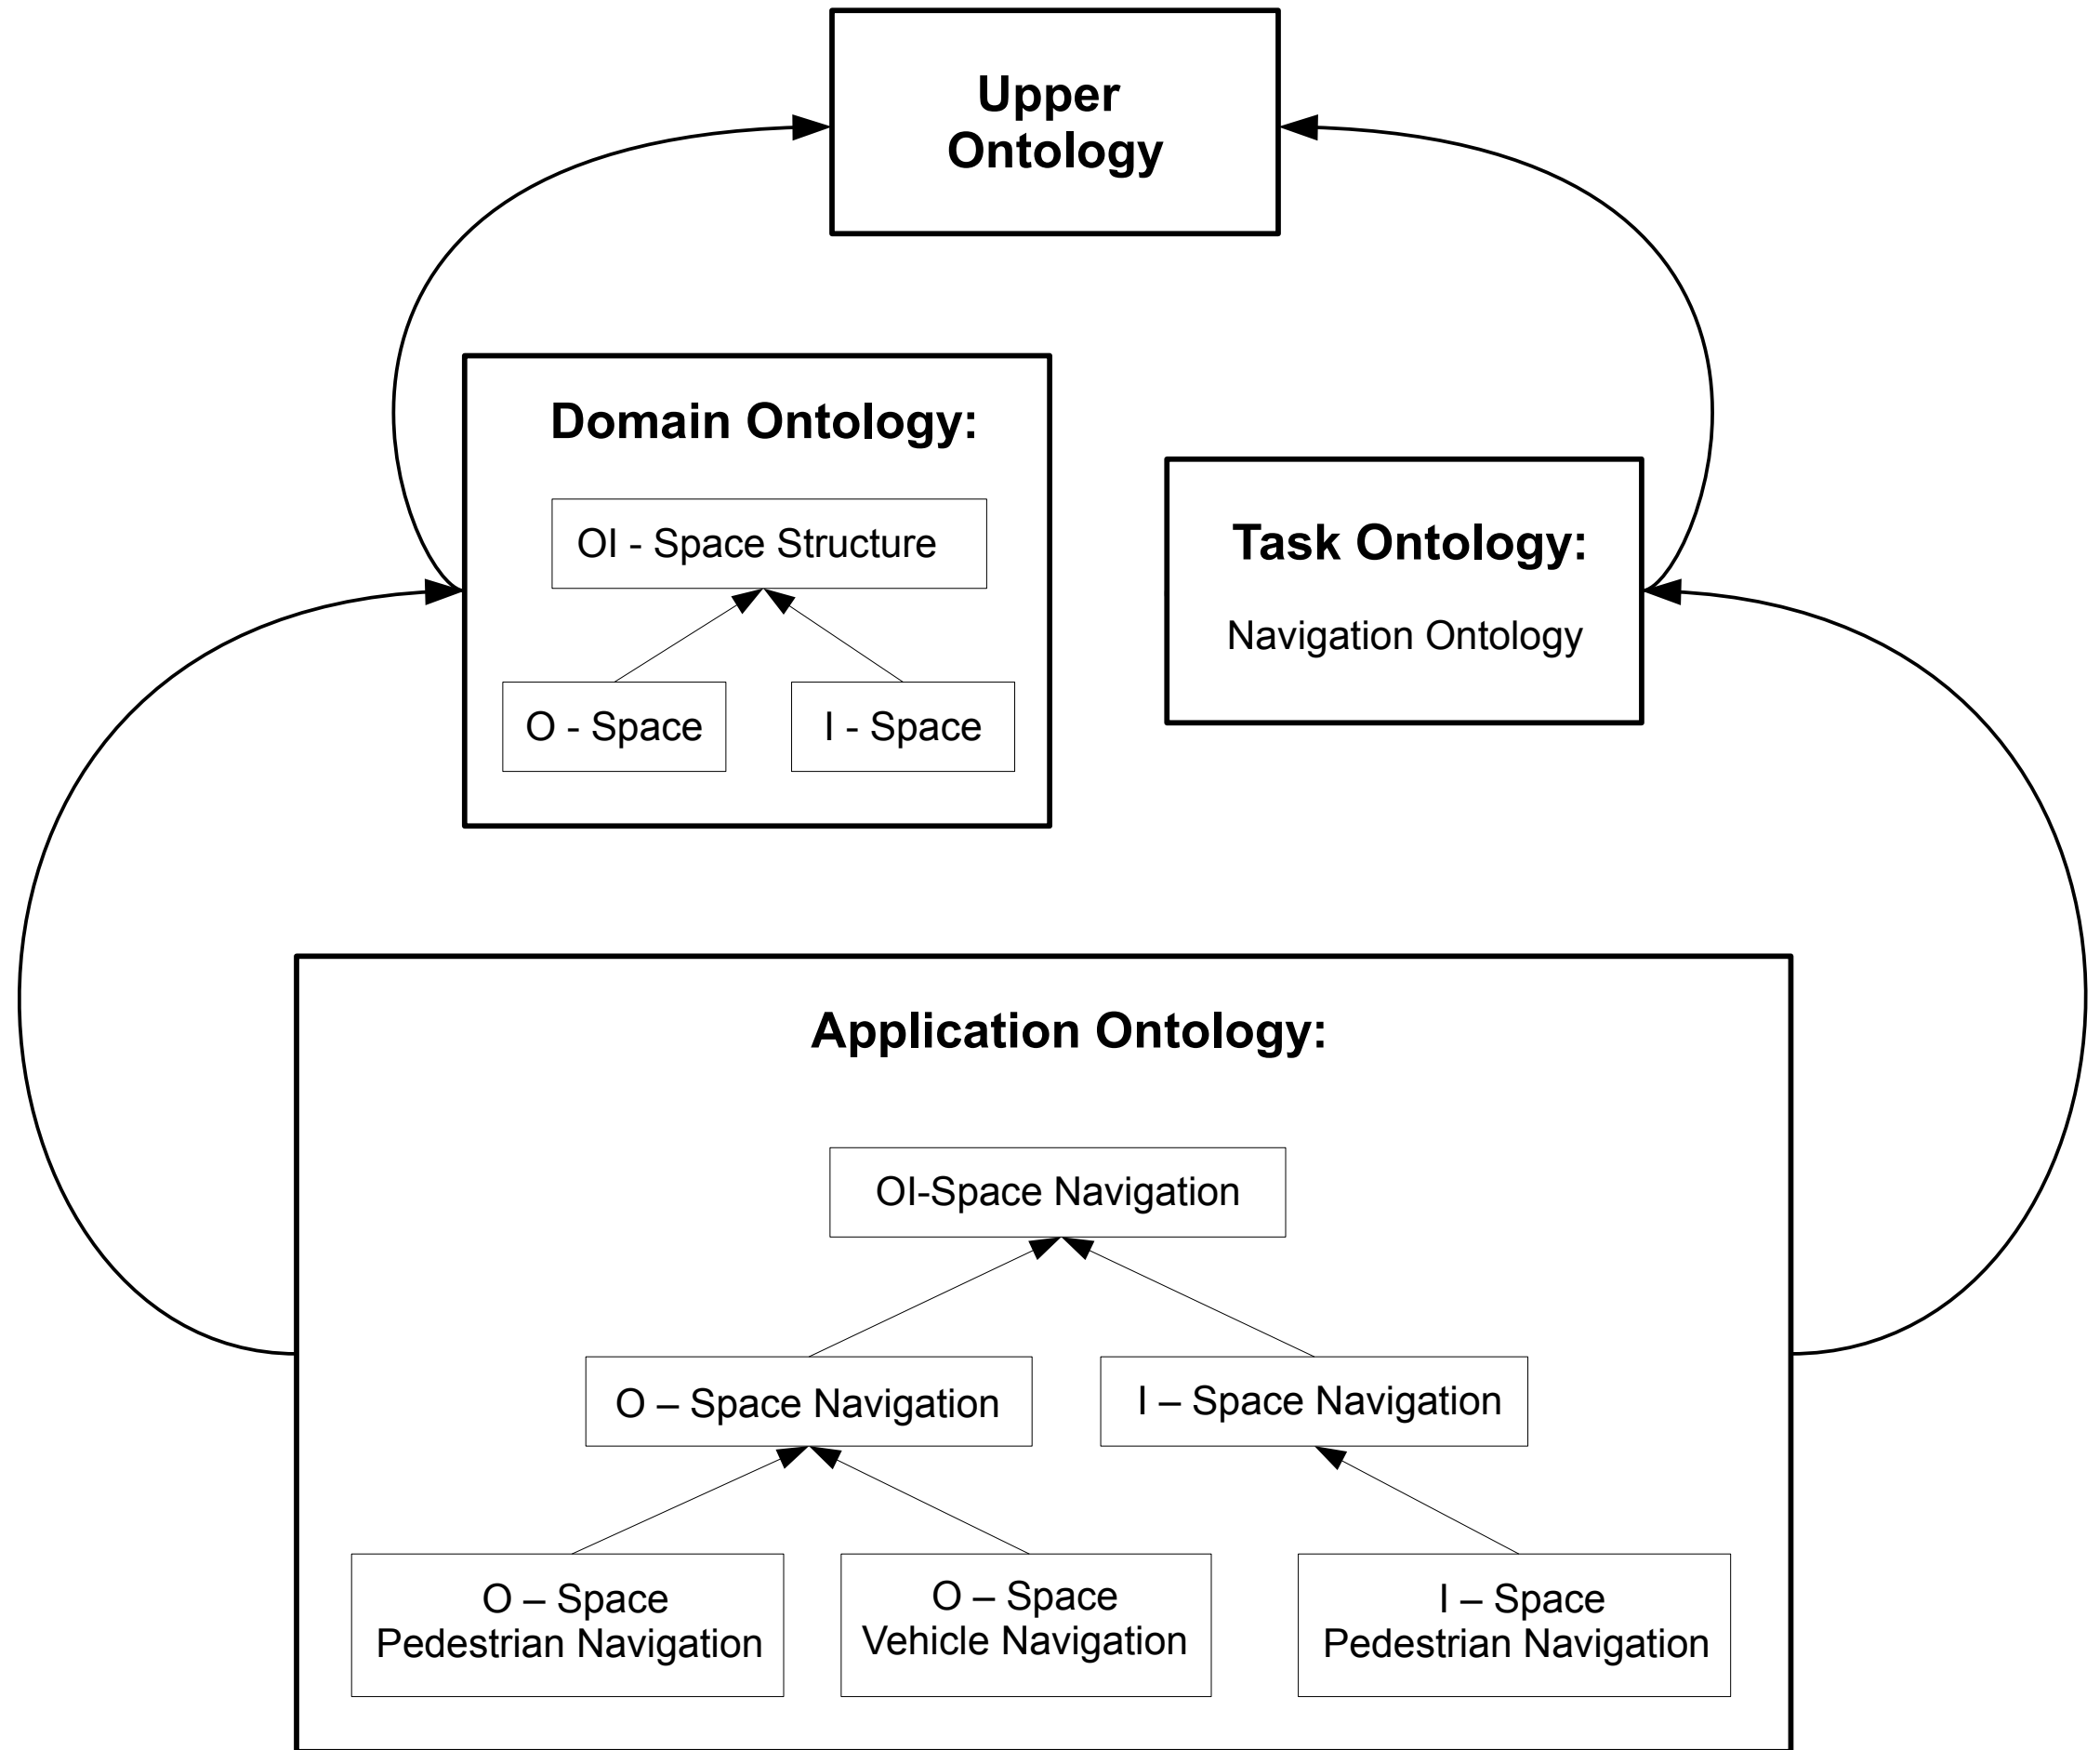 Upper
Ontology
Domain Ontology:
OI - Space Structure
O - Space
I - Space
Task Ontology:
Navigation Ontology
Application Ontology:
OI-Space Navigation
O – Space Navigation
I – Space Navigation
O – Space
Pedestrian Navigation
O – Space
Vehicle Navigation
I – Space
Pedestrian Navigation